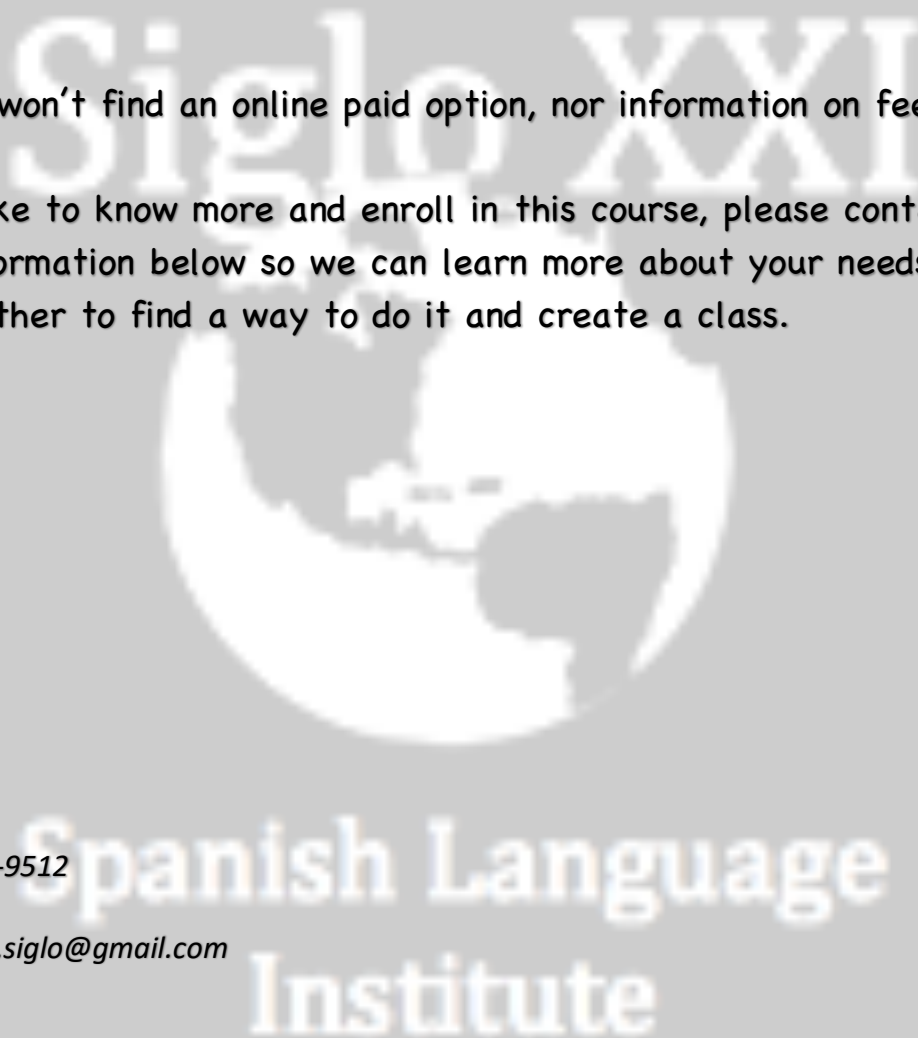 Siglo XXI
won't find an online paid option, nor information on fee
ke to know more and enroll in this course, please cont
ormation below so we can learn more about your needs
ther to find a way to do it and create a class.
-9512
Spanish Language
.siglo@gmail.com
Institute